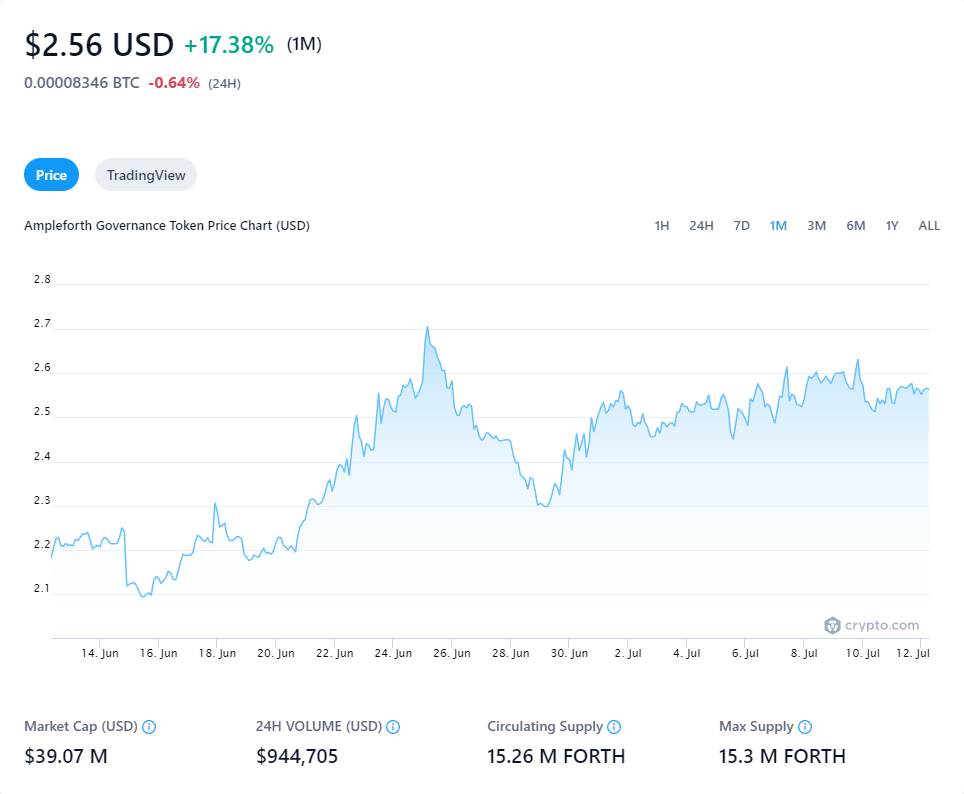 $2.56 USD +17.38% (1M)
0.00008346 BTC -0.64% (24H)
Price TradingView
Ampleforth Governance Token Price Chart (USD) 1H 24H 7D 1M 3M 6M 1Y ALL
2.8
2.7
2.6
2.5
2.4
2.3
2.2
2.1
crypto.com
14. Jun 16. Jun 18. Jun 20. Jun 22. Jun 24. Jun 26. Jun 28. Jun 30. Jun 2. Jul 4. Jul 6. Jul 8. Jul 10. Jul 12. Jul
Market Cap (USD) 24H VOLUME (USD) Circulating Supply Max Supply
$39.07 M $944,705 15.26 M FORTH 15.3 M FORTH